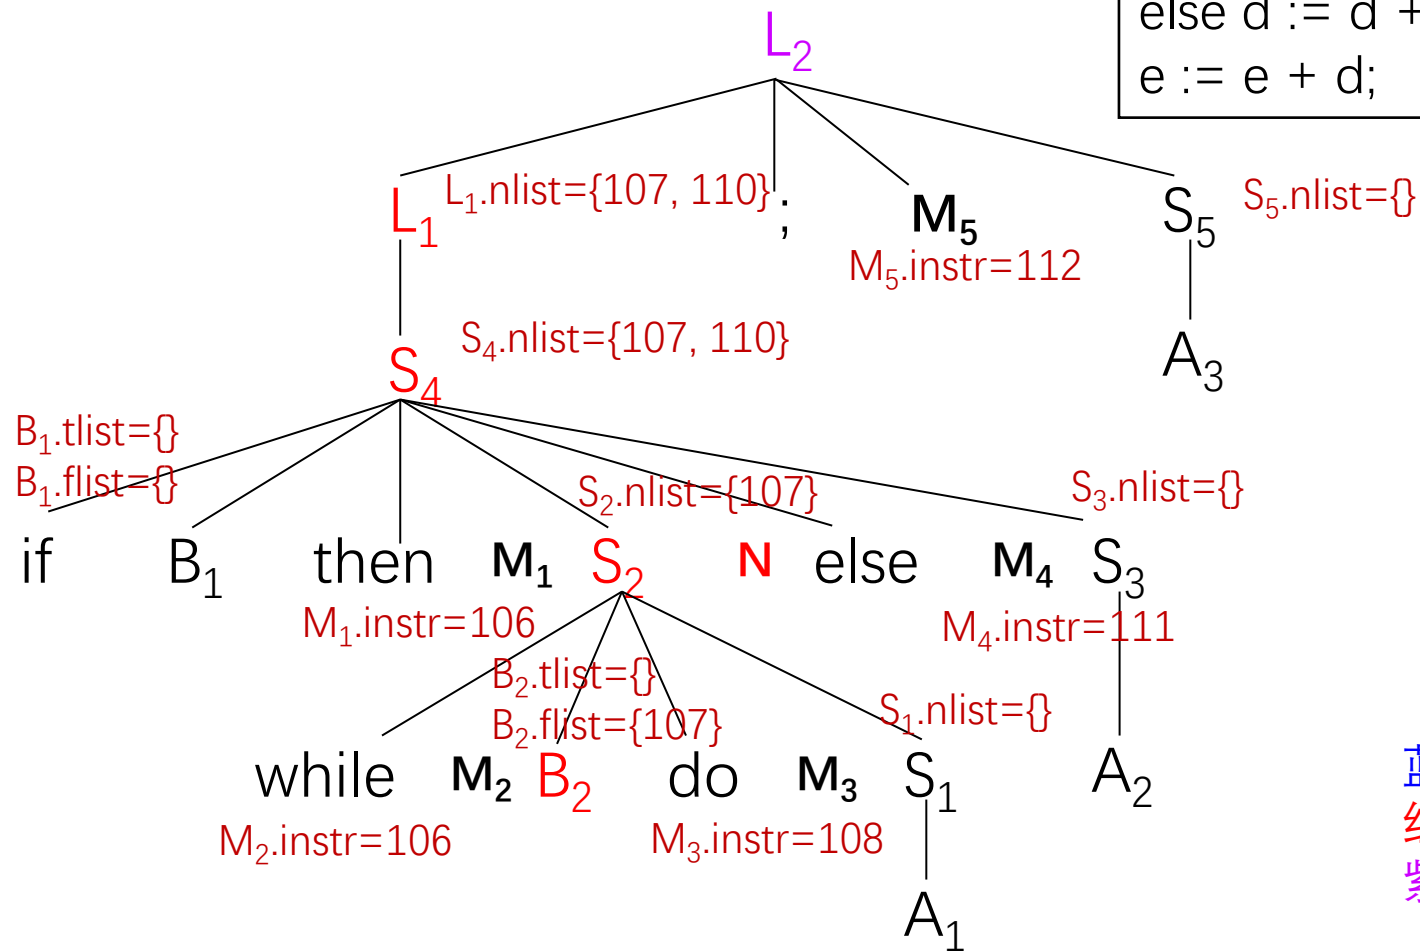 else d := d +
e := e + d;
L2
L1 L1.nlist={107, 110} ; M5 S5 S5.nlist={}
M5.instr=112
S4.nlist={107, 110}
S4 A3
B1.tlist={}
B1.flist={} S2.nlist={107} S3.nlist={}
if B1 then M1 S2 N else M4 S3
M1.instr=106 M4.instr=111
B2.tlist={}
B2.flist={107} S1.nlist={}
while M2 B2 do M3 S1 A2
M2.instr=106 M3.instr=108
A1